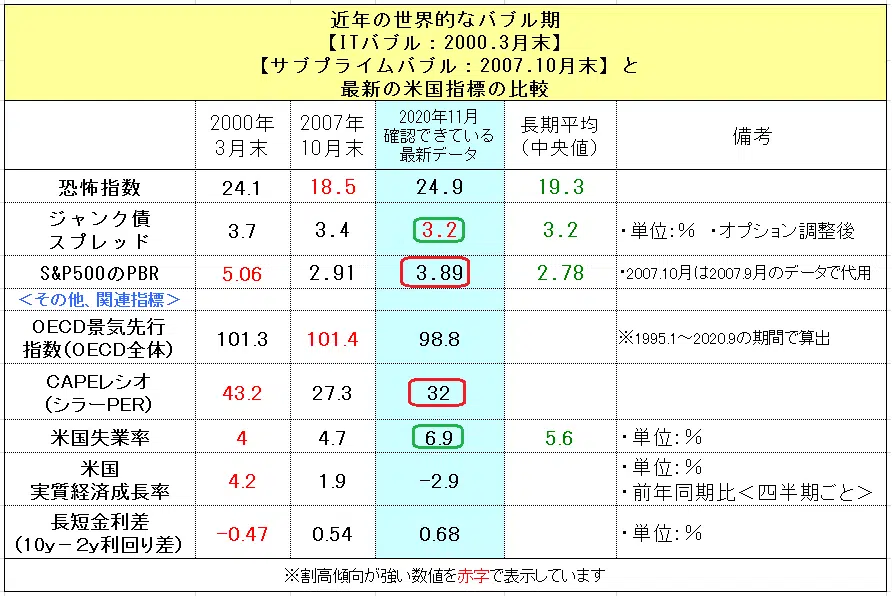 近年の世界的なバブル期
【ITバブル：2000.3月末】
【サブプライムバブル：2007.10月末】と
最新の米国指標の比較
2000年
3月末
2007年
10月末
2020年11月
確認できている
最新データ
長期平均
（中央値）
備考
恐怖指数 24.1 18.5 24.9 19.3
ジャンク債
スプレッド
3.7 3.4 3.2 3.2 ・単位：％ ・オプション調整後
S&P500のPBR 5.06 2.91 3.89 2.78 ・2007.10月は2007.9月のデータで代用
＜その他、関連指標＞
OECD景気先行
指数(OECD全体)
101.3 101.4 98.8 ※1995.1～2020.9の期間で算出
CAPEレシオ
(シラーPER)
43.2 27.3 32
米国失業率 4 4.7 6.9 5.6 ・単位：％
米国
実質経済成長率
4.2 1.9 −2.9
・単位：％
・前年同期比＜四半期ごと＞
長短金利差
(10y－2y利回り差)
−0.47 0.54 0.68 ・単位：％
※割高傾向が強い数値を赤字で表示しています